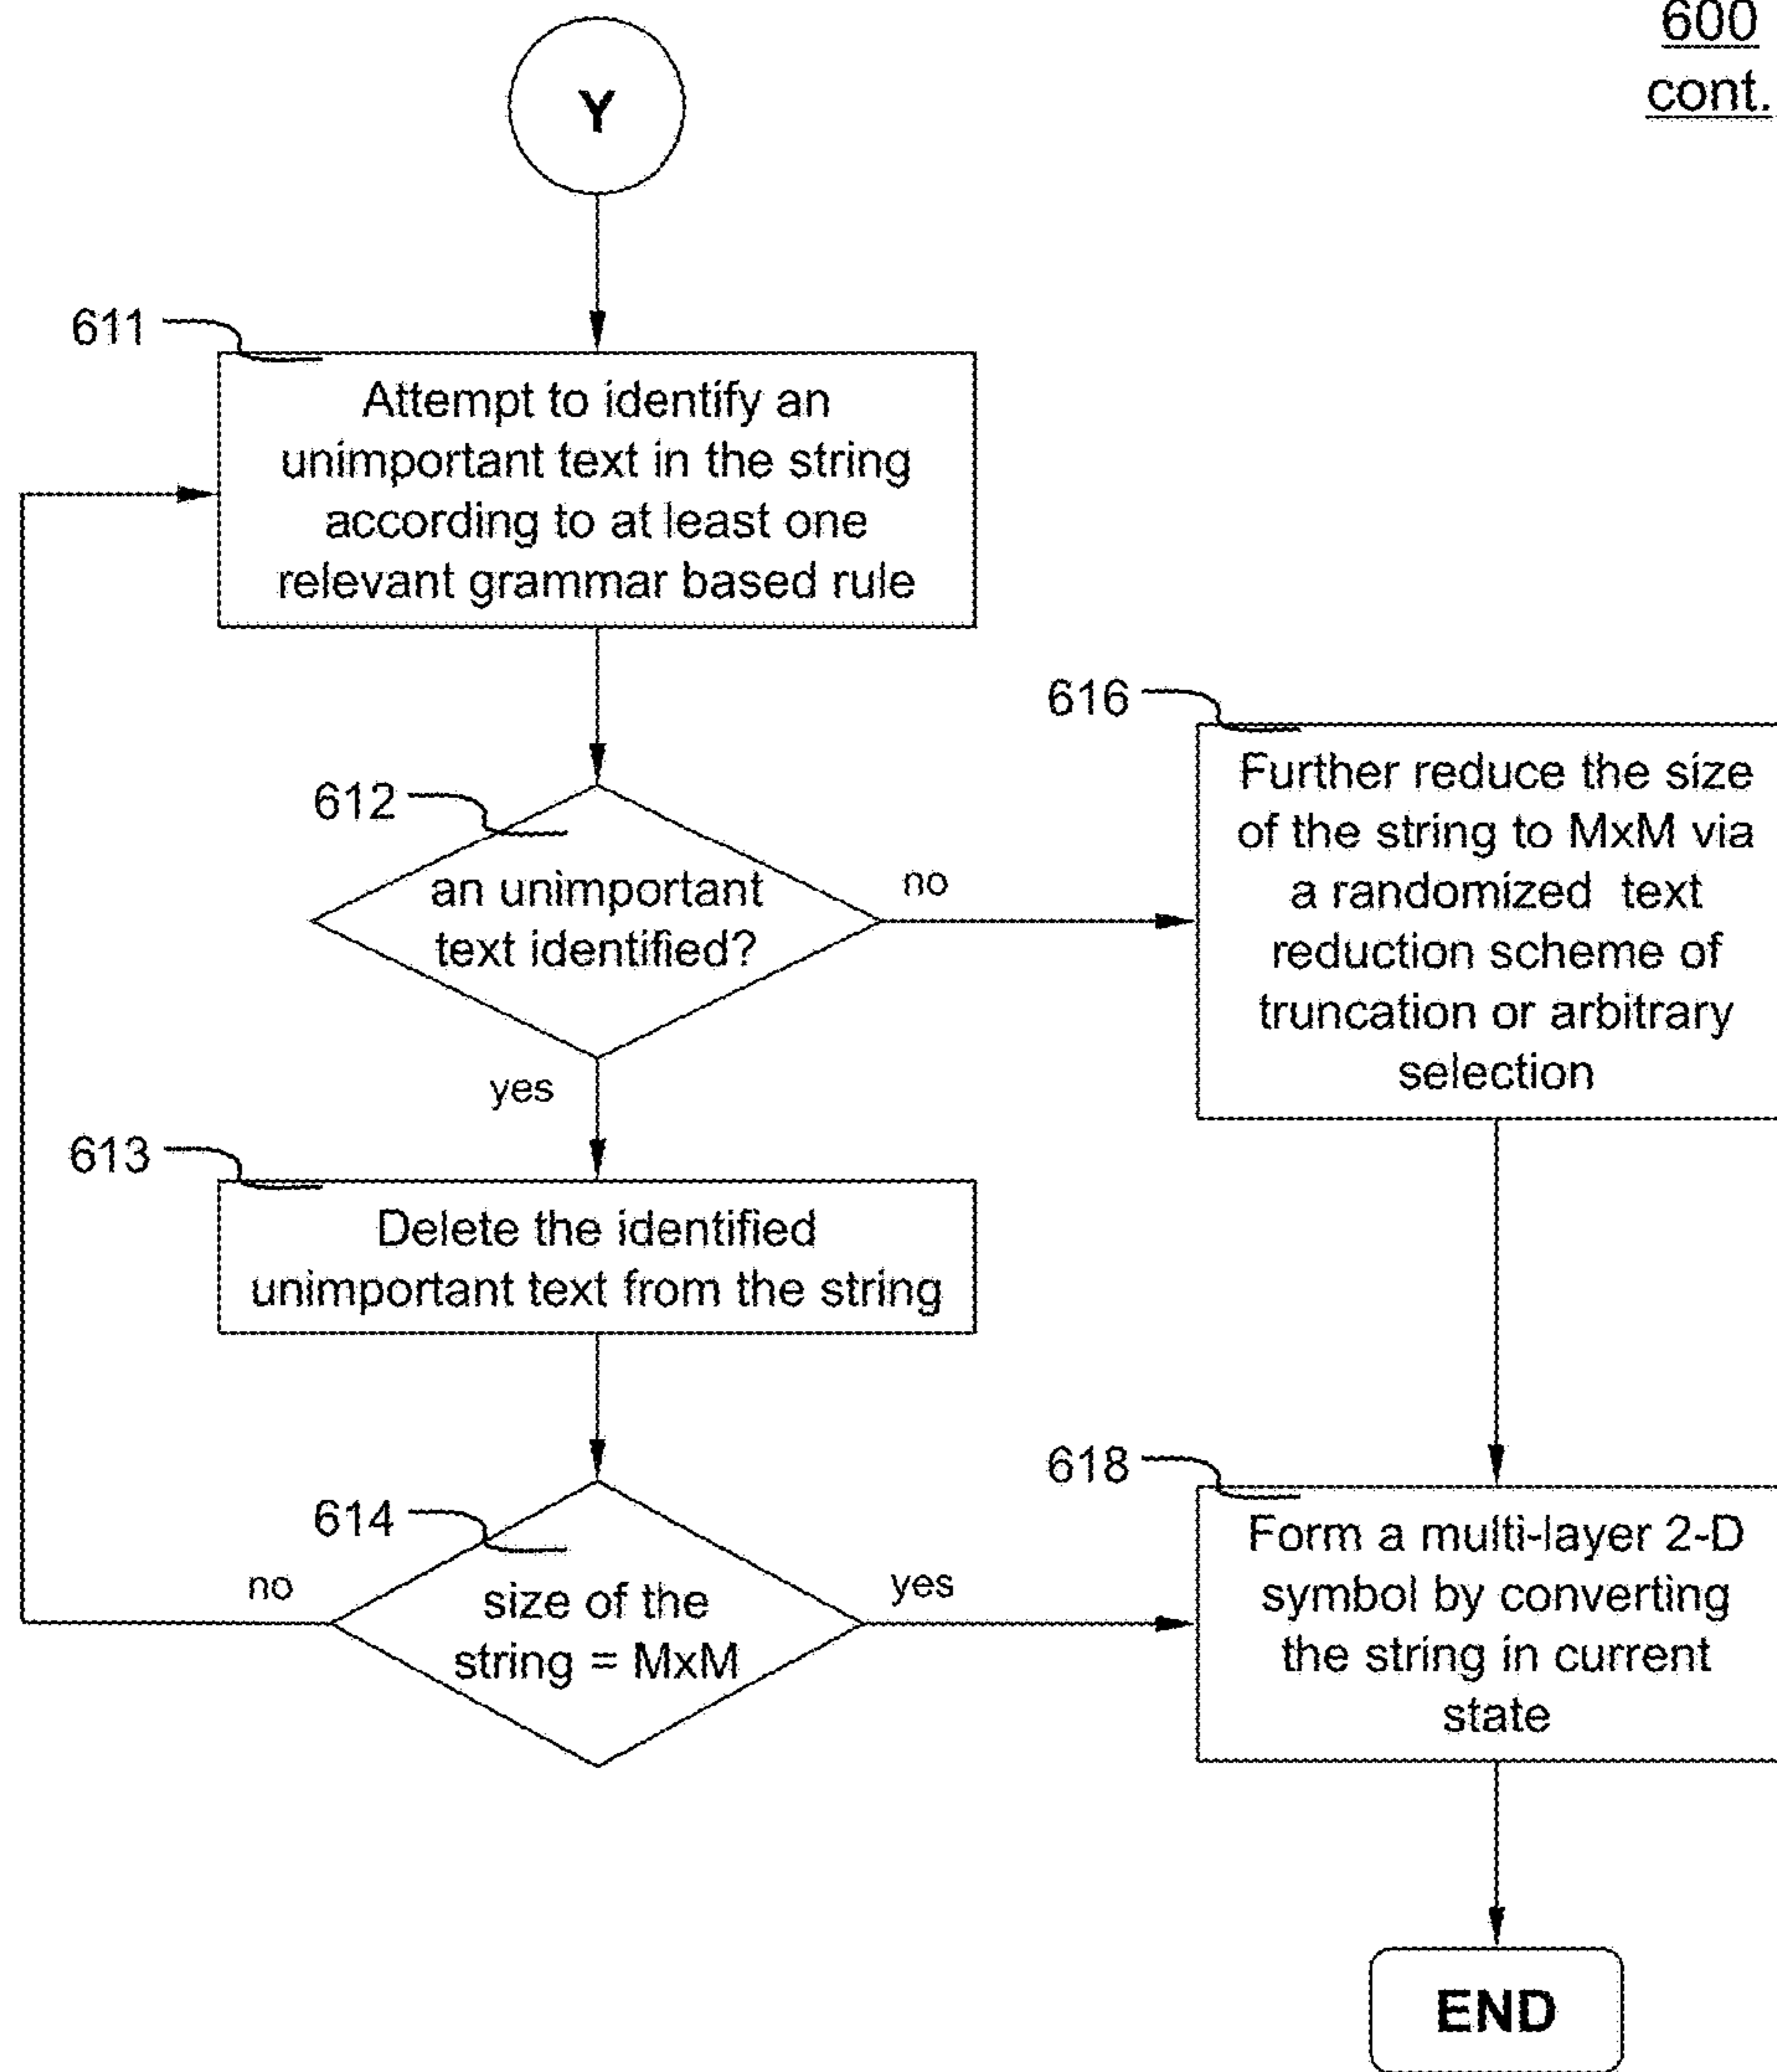 600
cont.
Y
611
Attempt to identify an
unimportant text in the string
according to at least one
relevant grammar based rule
612
an unimportant
text identified?
no
yes
616
Further reduce the size
of the string to MxM via
a randomized text
reduction scheme of
truncation or arbitrary
selection
613
Delete the identified
unimportant text from the string
614
size of the
string = MxM
no
yes
618
Form a multi-layer 2-D
symbol by converting
the string in current
state
END